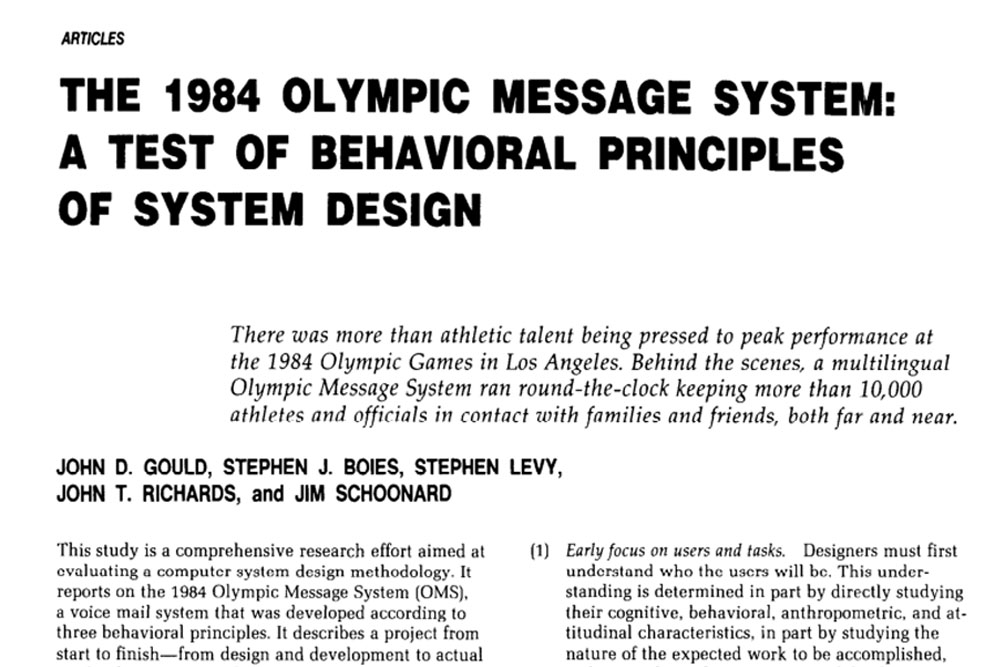 ARTICLES
THE 1984 OLYMPIC MESSAGE SYSTEM:
A TEST OF BEHAVIORAL PRINCIPLES
OF SYSTEM DESIGN
There was more than athletic talent being pressed to peak performance at
the 1984 Olympic Games in Los Angeles. Behind the scenes, a multilingual
Olympic Message System ran round-the-clock keeping more than 10,000
athletes and officials in contact with families and friends, both far and near.
JOHN D. GOULD, STEPHEN J. BOIES, STEPHEN LEVY,
JOHN T. RICHARDS, and JIM SCHOONARD
This study is a comprehensive research effort aimed at
evaluating a computer system design methodology. It
reports on the 1984 Olympic Message System (OMS),
a voice mail system that was developed according to
three behavioral principles. It describes a project from
start to finish—from design and development to actual
(1) Early focus on users and tasks. Designers must first
understand who the users will be. This under-
standing is determined in part by directly studying
their cognitive, behavioral, anthropometric, and at-
titudinal characteristics, in part by studying the
nature of the expected work to be accomplished,